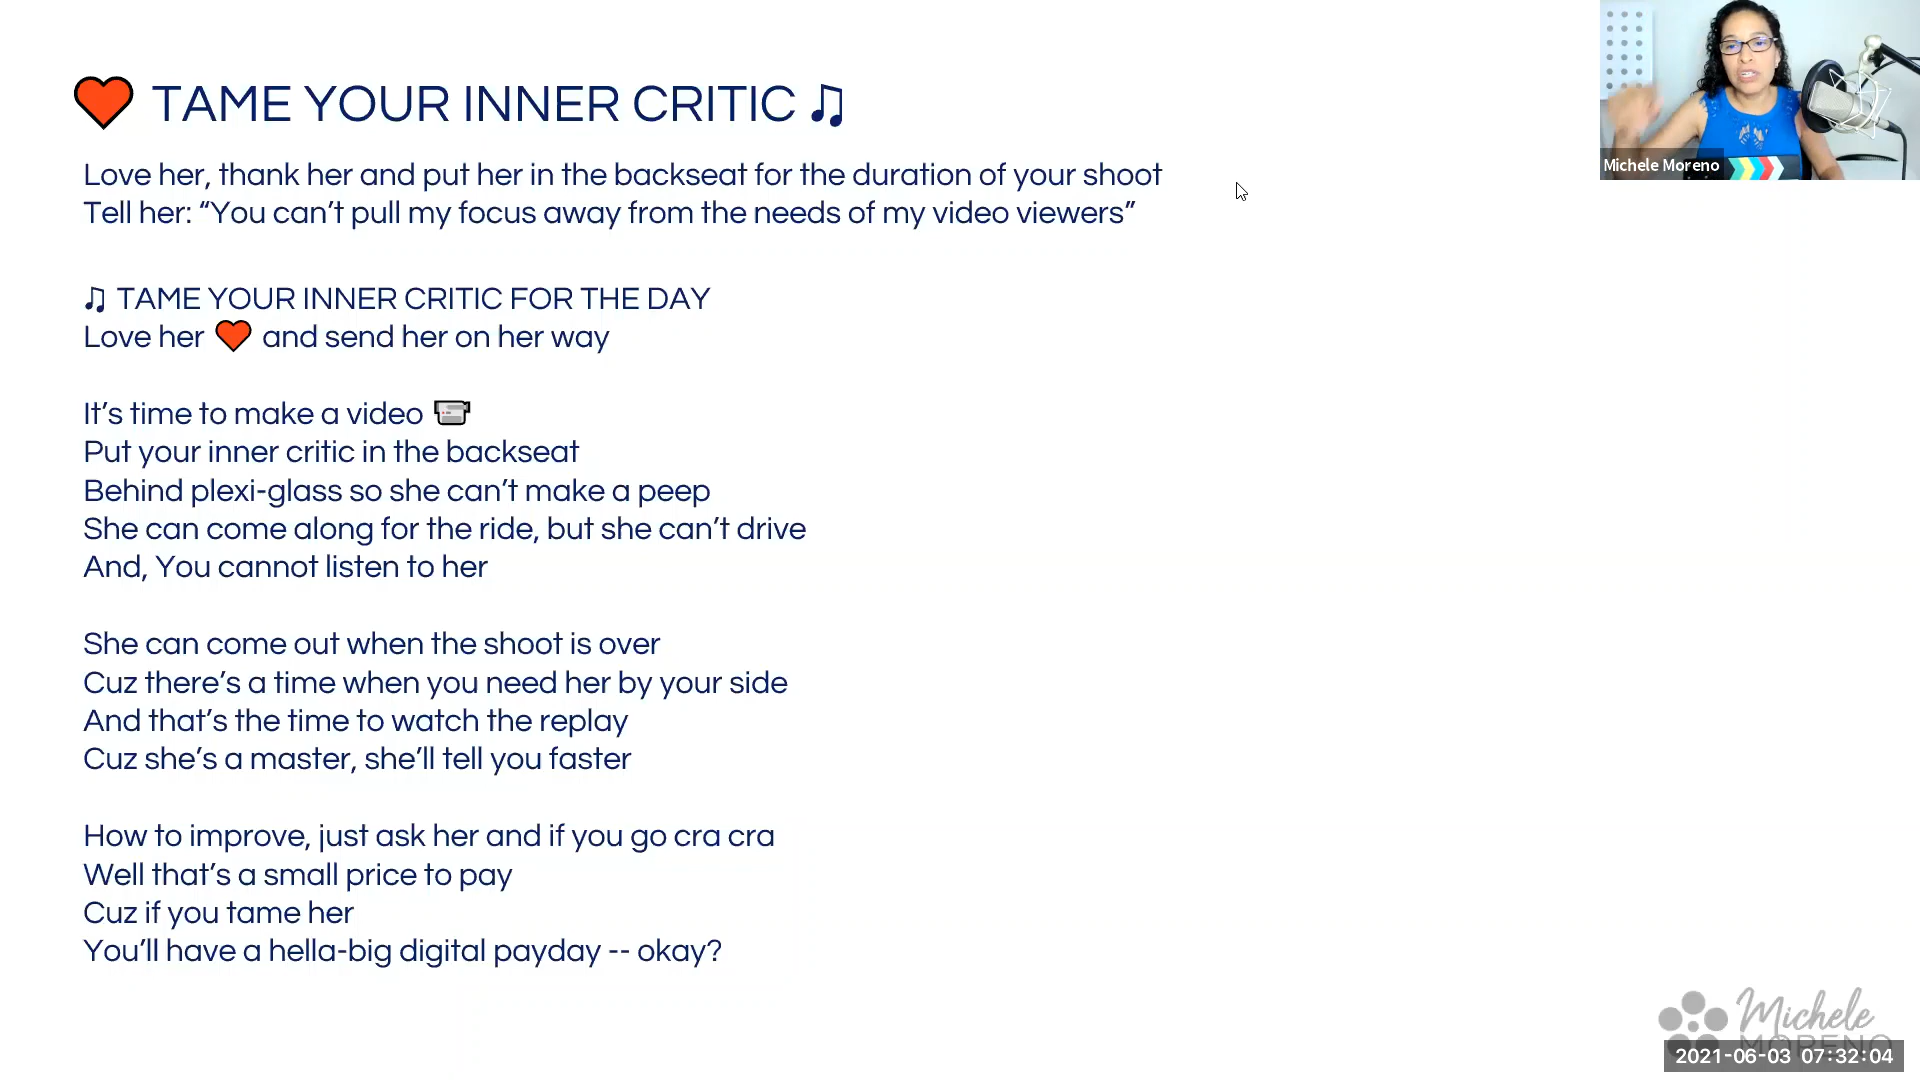 ❤️ TAME YOUR INNER CRITIC ♫
Love her, thank her and put her in the backseat for the duration of your shoot
Tell her: “You can’t pull my focus away from the needs of my video viewers”
♫ TAME YOUR INNER CRITIC FOR THE DAY
Love her ❤️ and send her on her way
It’s time to make a video
Put your inner critic in the backseat
Behind plexi-glass so she can’t make a peep
She can come along for the ride, but she can’t drive
And, You cannot listen to her
She can come out when the shoot is over
Cuz there’s a time when you need her by your side
And that’s the time to watch the replay
Cuz she’s a master, she’ll tell you faster
How to improve, just ask her and if you go cra cra
Well that’s a small price to pay
Cuz if you tame her
You’ll have a hella-big digital payday -- okay?
Michele Moreno
Michele
MORENO
2021-06-03 07:32:04